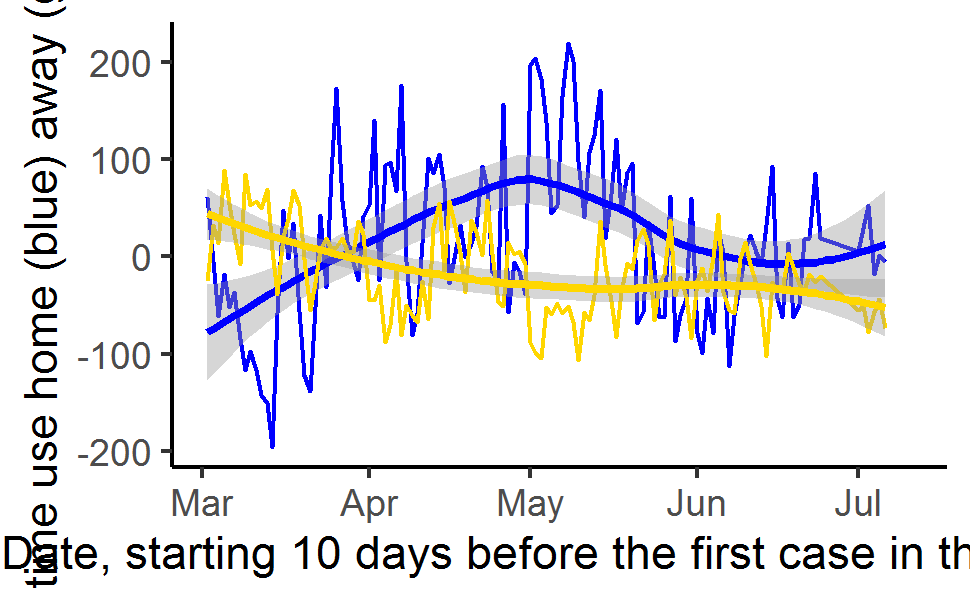 time use home (blue) away (
200
100
0
-100
-200
Mar Apr May Jun Jul
Date, starting 10 days before the first case in th